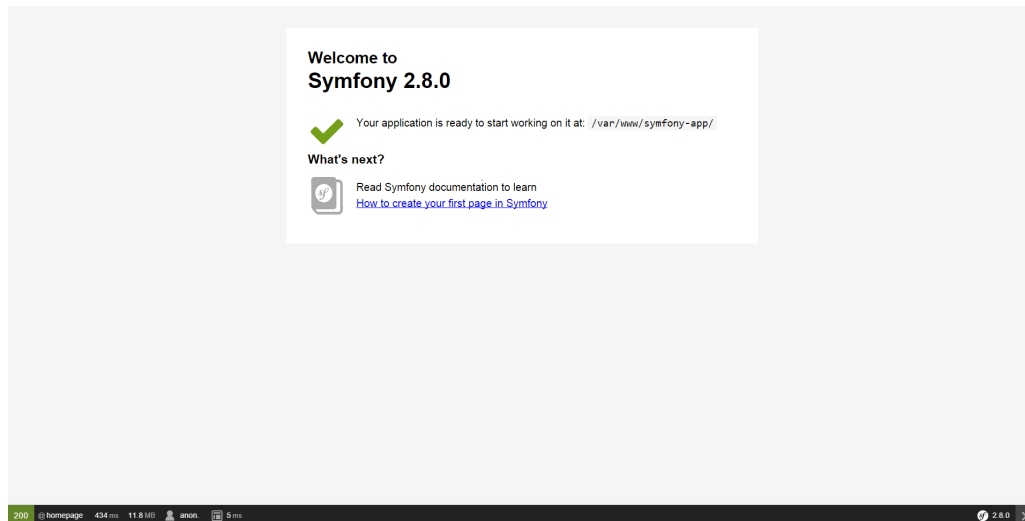 Welcome to
Symfony 2.8.0
Your application is ready to start working on it at: /var/www/symfony-app/
What's next?
Read Symfony documentation to learn
How to create your first page in Symfony
200 @ homepage 434 ms 11.8 MB anon. 5 ms sf 2.8.0